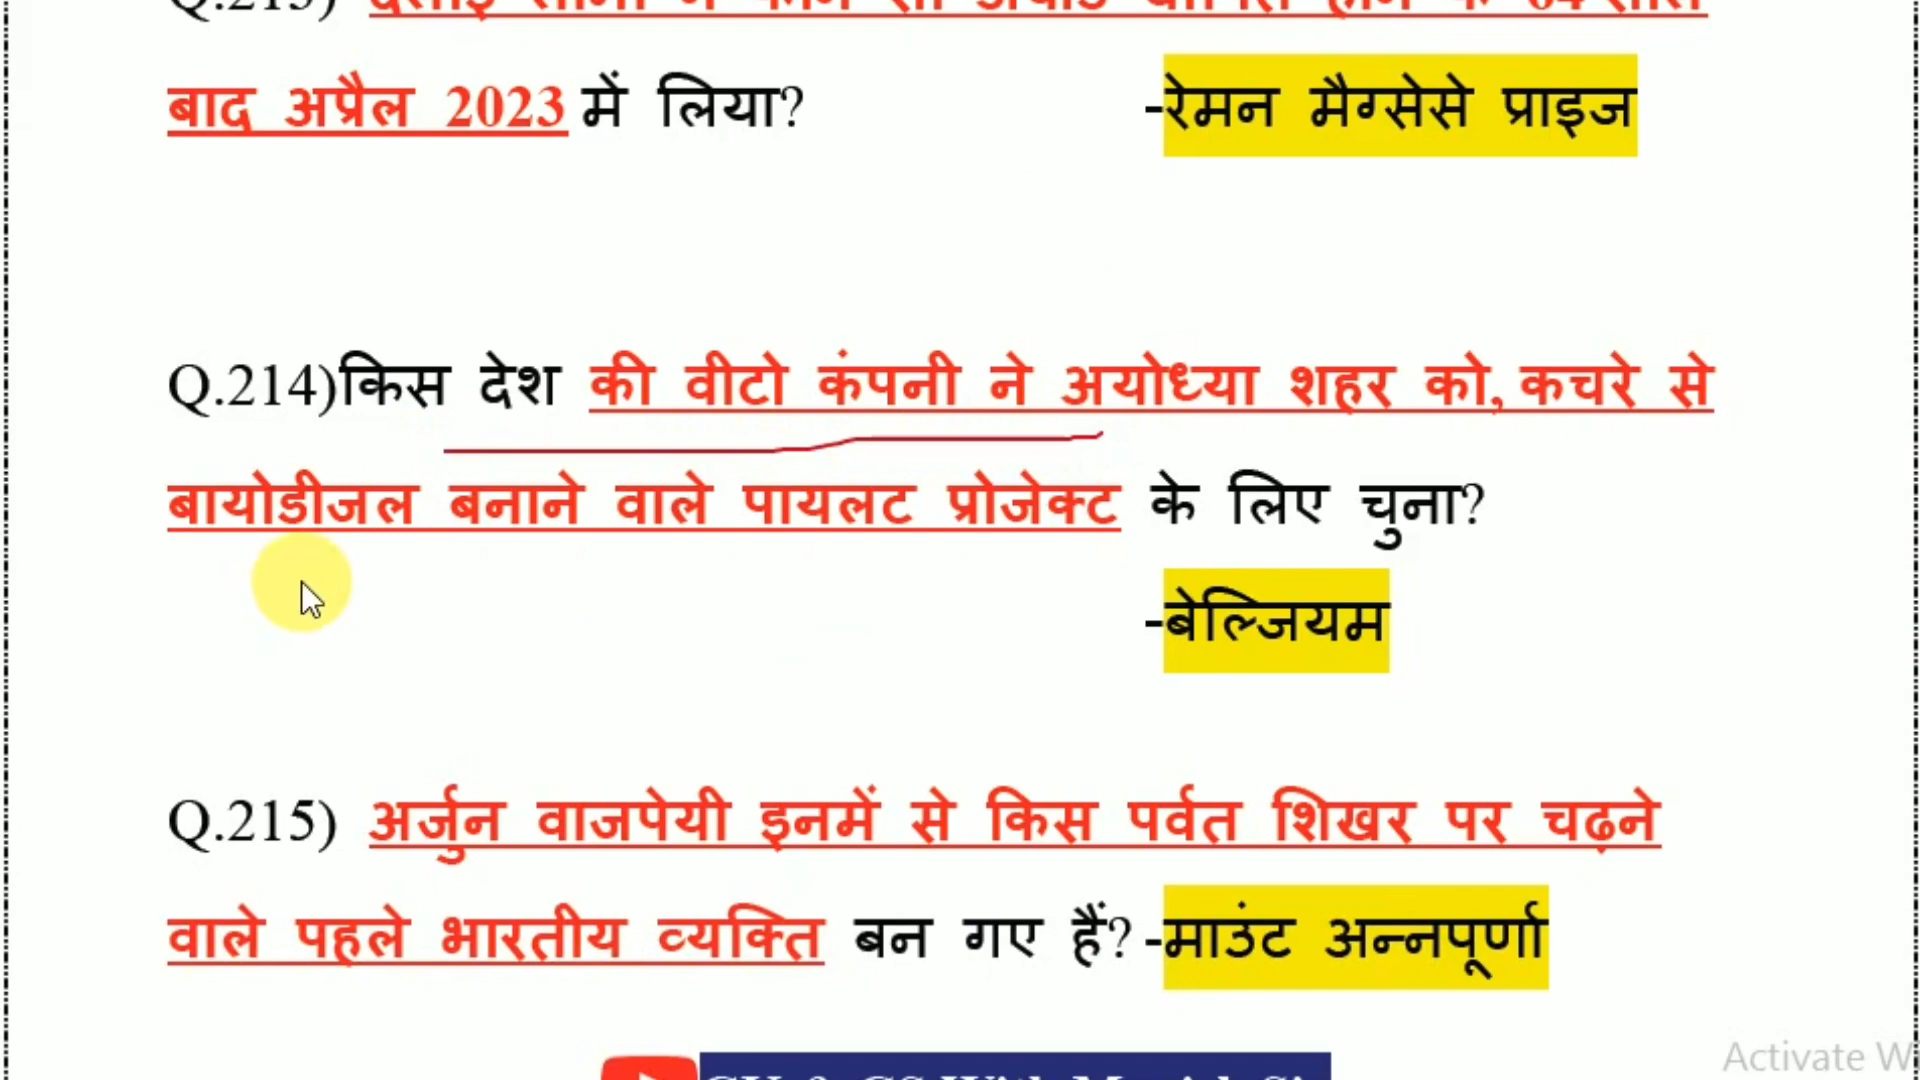 बाद अप्रैल 2023 में लिया? -रेमन मैग्सेसे प्राइज
Q.214)किस देश की वीटो कंपनी ने अयोध्या शहर को, कचरे से
बायोडीजल बनाने वाले पायलट प्रोजेक्ट के लिए चुना?
-बेल्जियम
Q.215) अर्जुन वाजपेयी इनमें से किस पर्वत शिखर पर चढ़ने
वाले पहले भारतीय व्यक्ति बन गए हैं? -माउंट अन्नपूर्णा
Activate W